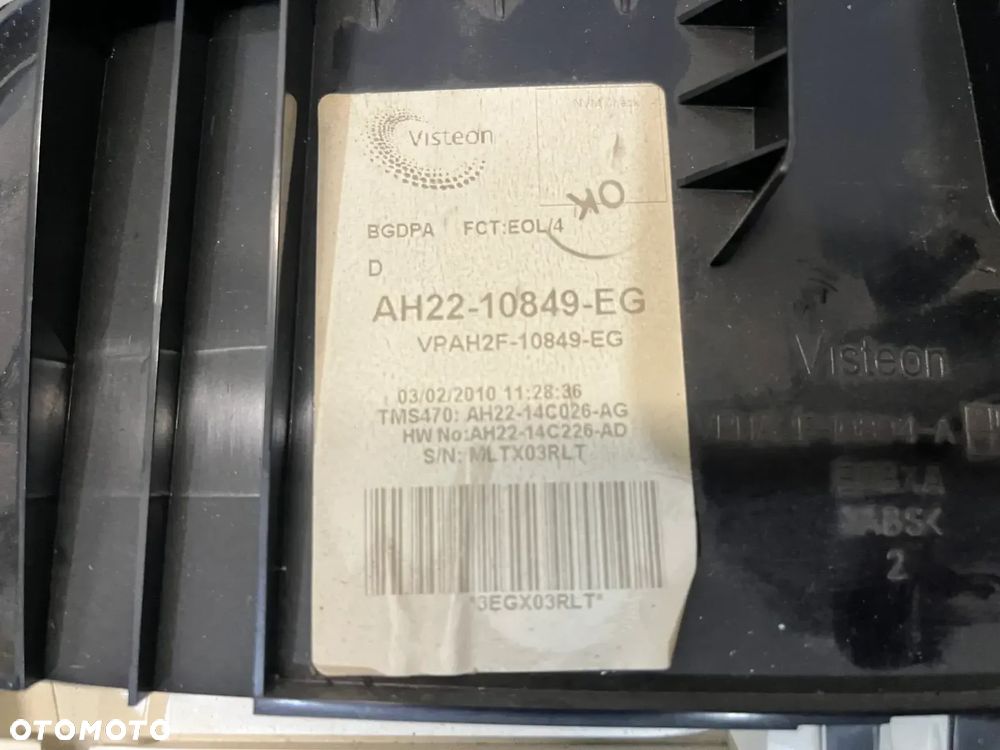 Visteon
OK
BGDPA FCT:EOL/4
D
AH22-10849-EG
VPAH2F-10849-EG
03/02/2010 11:28:36
TMS470: AH22-14C026-AG
HW No:AH22-14C226-AD
S/N: MLTX03RLT
*3EGX03RLT*
Visteon
2
OTOMOTO